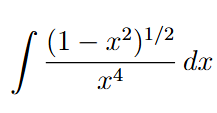 ∫ (1 − x²)^{1/2} / x⁴ dx